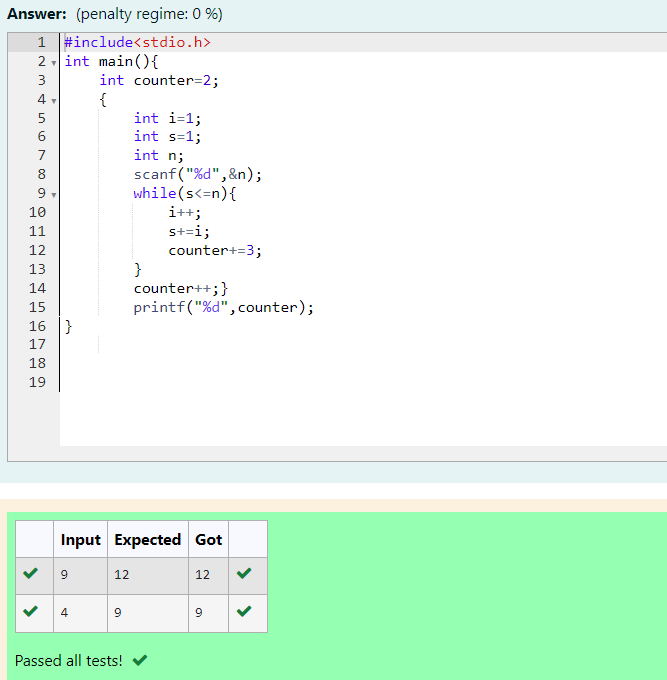 Answer: (penalty regime: 0 %)
1 #include<stdio.h>
2 int main(){
3     int counter=2;
4     {
5         int i=1;
6         int s=1;
7         int n;
8         scanf("%d",&n);
9         while(s<=n){
10             i++;
11             s+=i;
12             counter+=3;
13         }
14         counter++;}
15         printf("%d",counter);
16 }
17
18
19
Input Expected Got
9 12 12
4 9 9
Passed all tests!